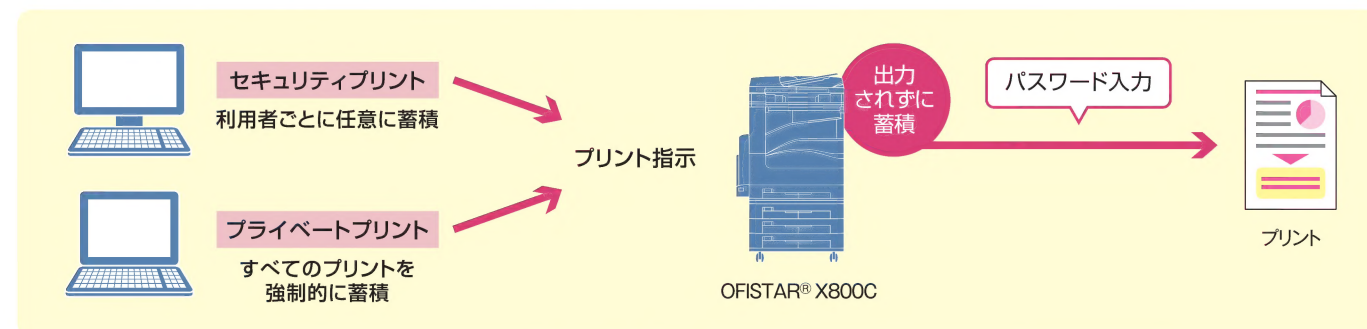 セキュリティプリント
利用者ごとに任意に蓄積
プライベートプリント
すべてのプリントを
強制的に蓄積
プリント指示
OFISTAR® X800C
出力
されずに
蓄積
パスワード入力
プリント